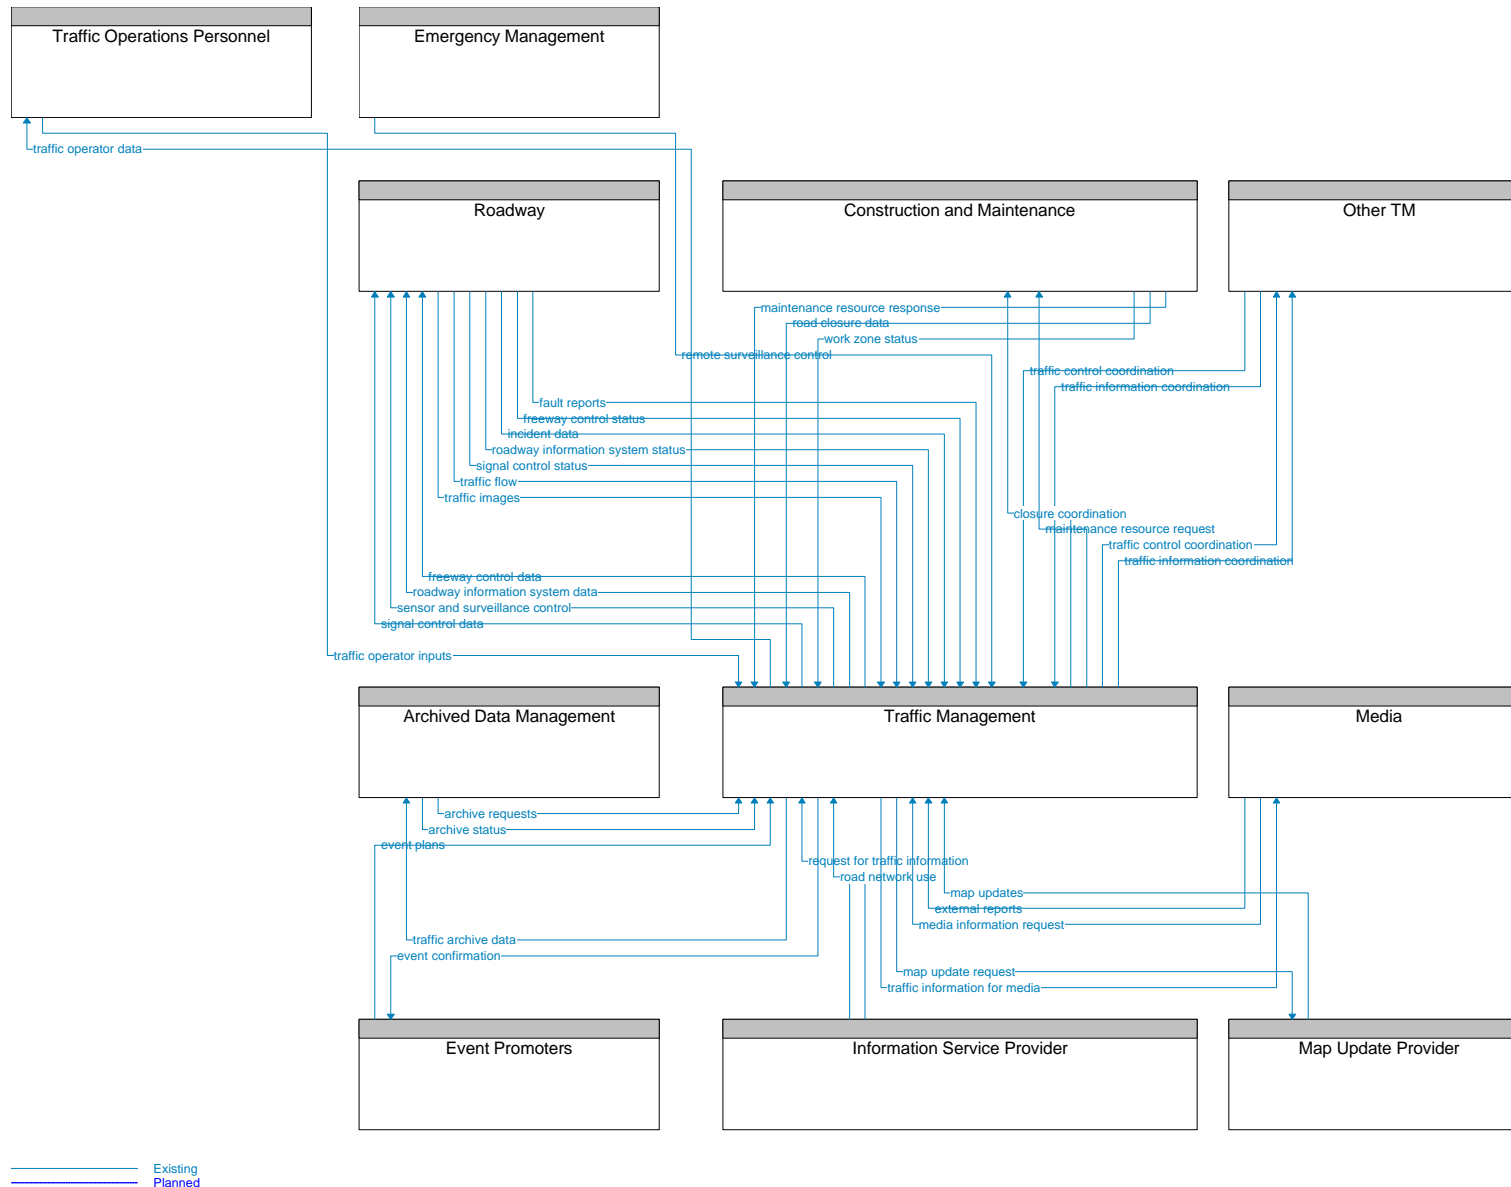 Traffic Operations Personnel
Emergency Management
traffic operator data
Roadway
Construction and Maintenance
Other TM
maintenance resource response
road closure data
work zone status
remote surveillance control
traffic control coordination
traffic information coordination
fault reports
freeway control status
incident data
roadway information system status
signal control status
traffic flow
traffic images
closure coordination
maintenance resource request
traffic control coordination
traffic information coordination
freeway control data
roadway information system data
sensor and surveillance control
signal control data
traffic operator inputs
Archived Data Management
Traffic Management
Media
archive requests
archive status
event plans
request for traffic information
road network use
map updates
external reports
media information request
traffic archive data
event confirmation
map update request
traffic information for media
Event Promoters
Information Service Provider
Map Update Provider
Existing
Planned